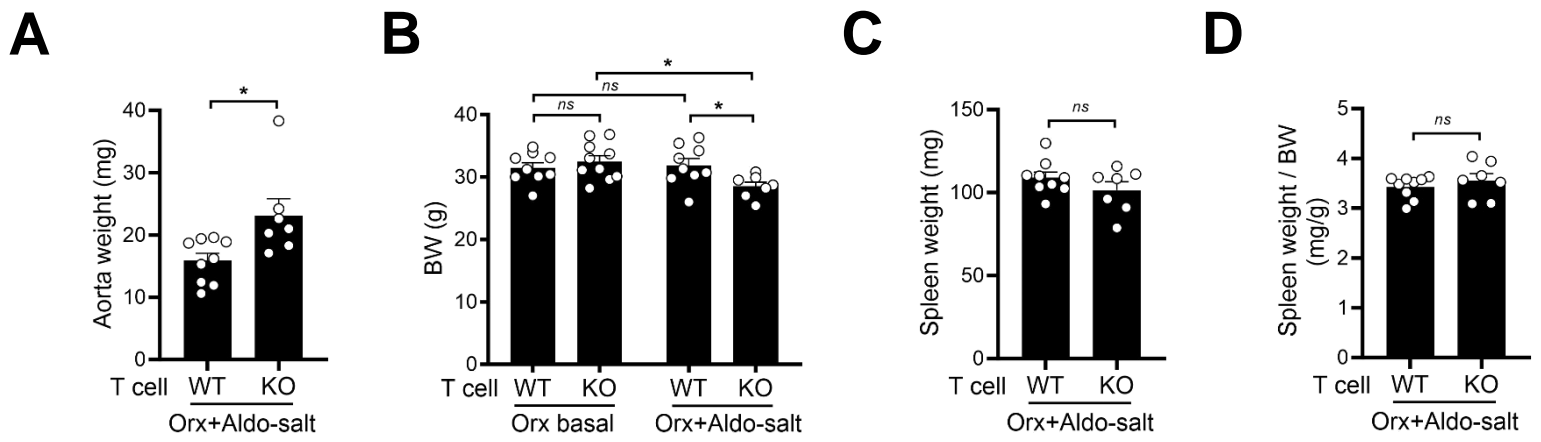 A
Aorta weight (mg)
40
30
20
10
0
*
T cell WT KO
Orx+Aldo-salt
B
BW (g)
40
30
20
10
0
*
ns
ns
*
T cell WT KO WT KO
Orx basal Orx+Aldo-salt
C
Spleen weight (mg)
150
100
50
0
ns
T cell WT KO
Orx+Aldo-salt
D
Spleen weight / BW
(mg/g)
5
4
3
2
1
0
ns
T cell WT KO
Orx+Aldo-salt